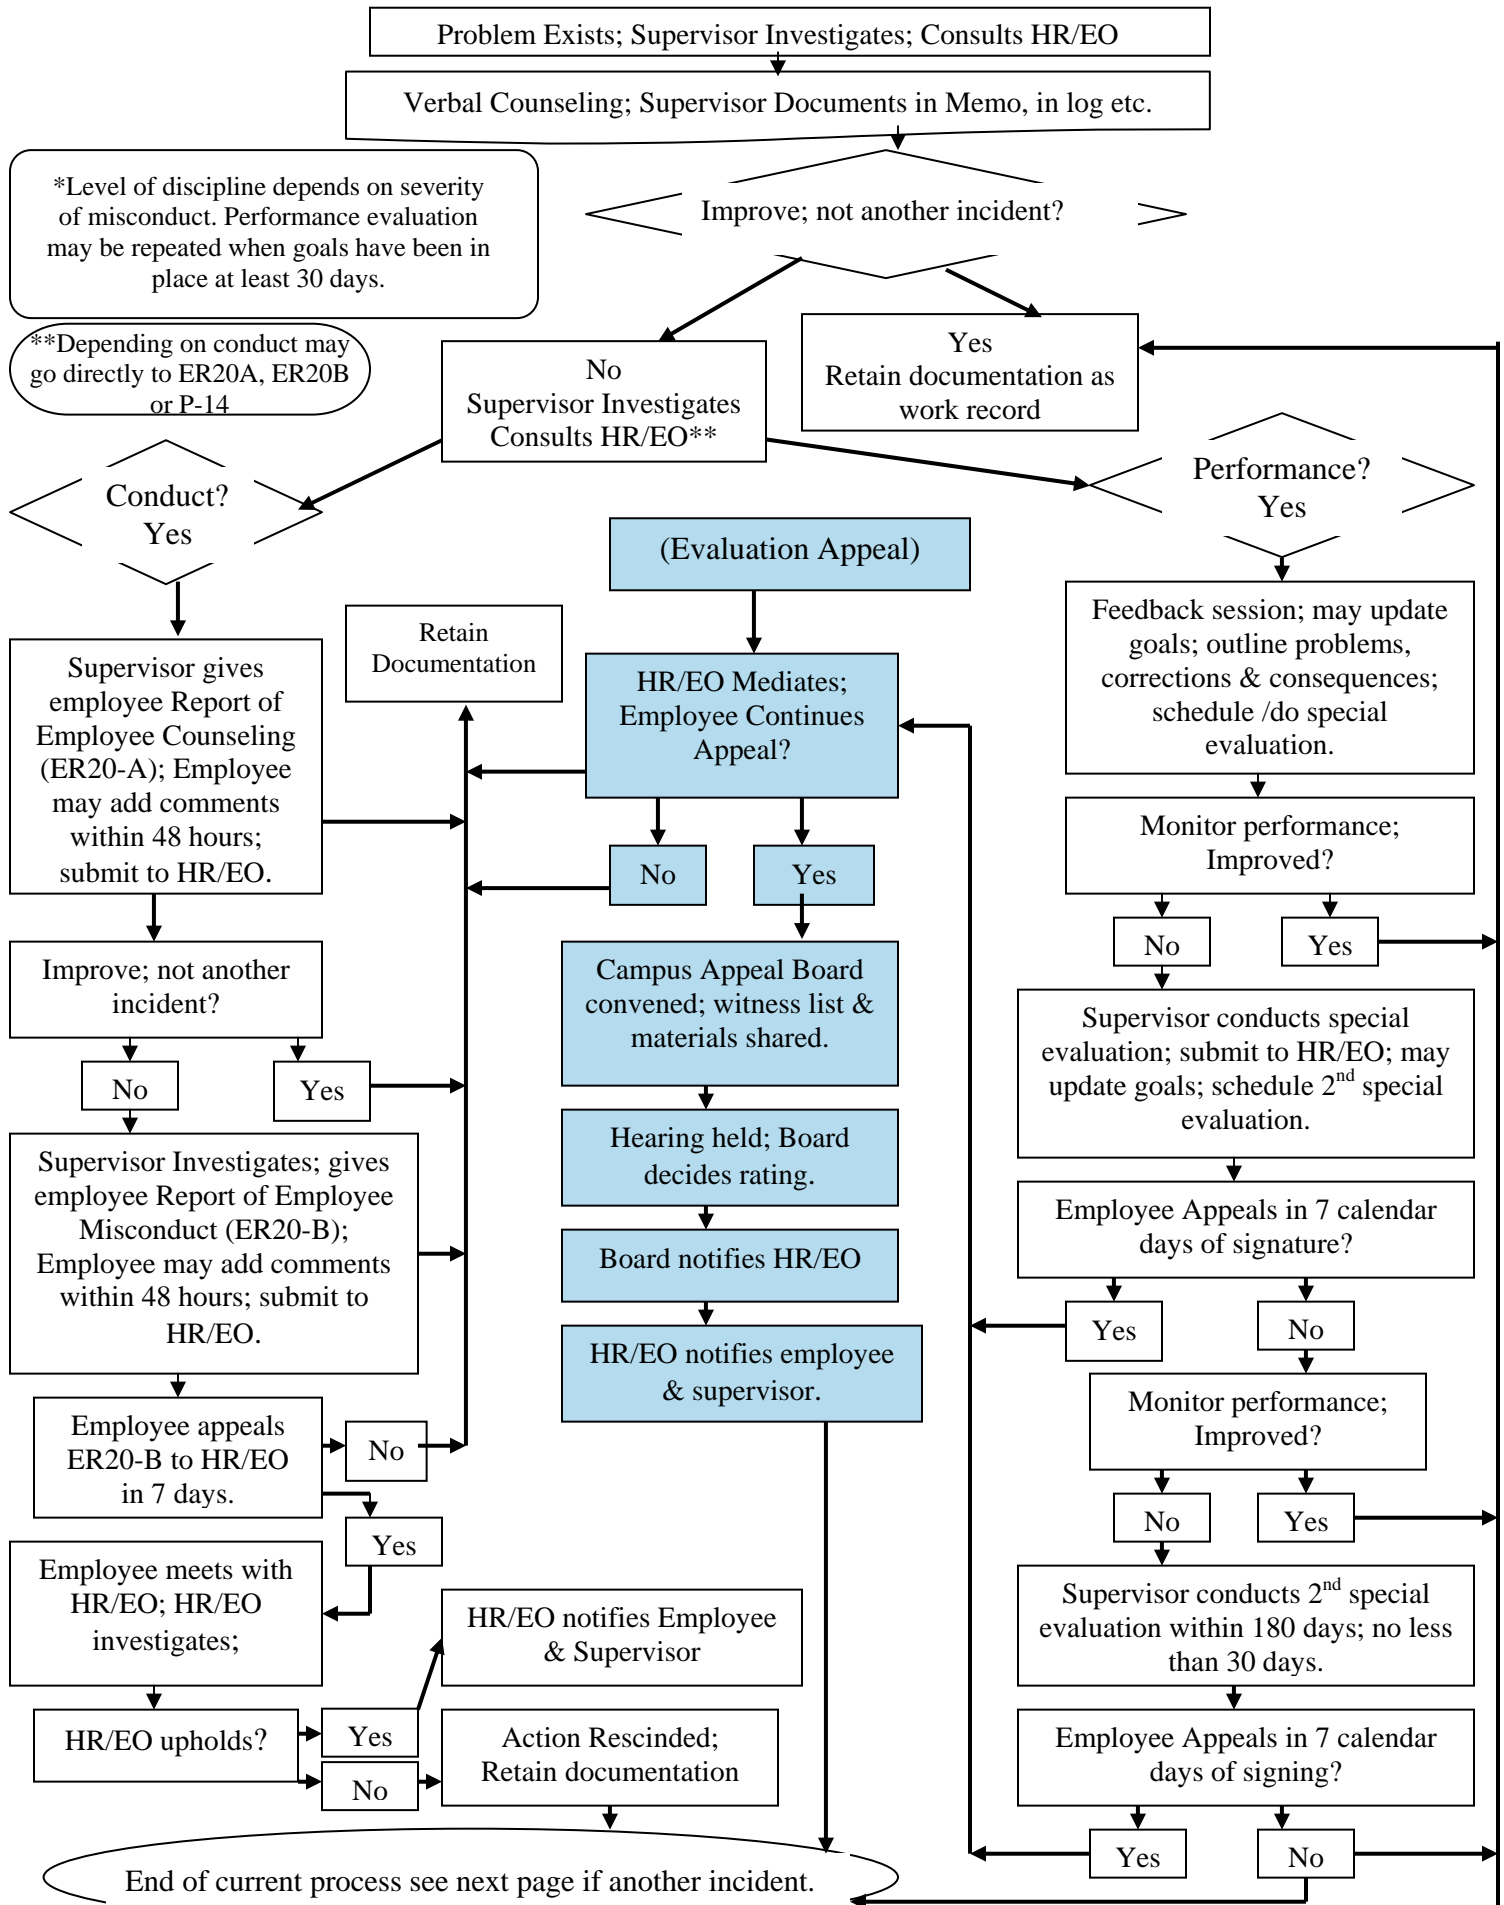 Problem Exists; Supervisor Investigates; Consults HR/EO
Verbal Counseling; Supervisor Documents in Memo, in log etc.
*Level of discipline depends on severity
of misconduct. Performance evaluation
may be repeated when goals have been in
place at least 30 days.
Improve; not another incident?
**Depending on conduct may
go directly to ER20A, ER20B
or P-14
No
Supervisor Investigates
Consults HR/EO**
Yes
Retain documentation as
work record
Conduct?
Yes
Performance?
Yes
(Evaluation Appeal)
Retain
Documentation
Supervisor gives
employee Report of
Employee Counseling
(ER20-A); Employee
may add comments
within 48 hours;
submit to HR/EO.
HR/EO Mediates;
Employee Continues
Appeal?
Feedback session; may update
goals; outline problems,
corrections & consequences;
schedule /do special
evaluation.
Monitor performance;
Improved?
No
Yes
No
Yes
Improve; not another
incident?
No
Yes
Campus Appeal Board
convened; witness list &
materials shared.
Supervisor conducts special
evaluation; submit to HR/EO; may
update goals; schedule 2nd special
evaluation.
Supervisor Investigates; gives
employee Report of Employee
Misconduct (ER20-B);
Employee may add comments
within 48 hours; submit to
HR/EO.
Hearing held; Board
decides rating.
Board notifies HR/EO
HR/EO notifies employee
& supervisor.
Employee Appeals in 7 calendar
days of signature?
Yes
No
Employee appeals
ER20-B to HR/EO
in 7 days.
No
Yes
Monitor performance;
Improved?
No
Yes
Employee meets with
HR/EO; HR/EO
investigates;
HR/EO notifies Employee
& Supervisor
Supervisor conducts 2nd special
evaluation within 180 days; no less
than 30 days.
HR/EO upholds?
Yes
No
Action Rescinded;
Retain documentation
Employee Appeals in 7 calendar
days of signing?
Yes
No
End of current process see next page if another incident.